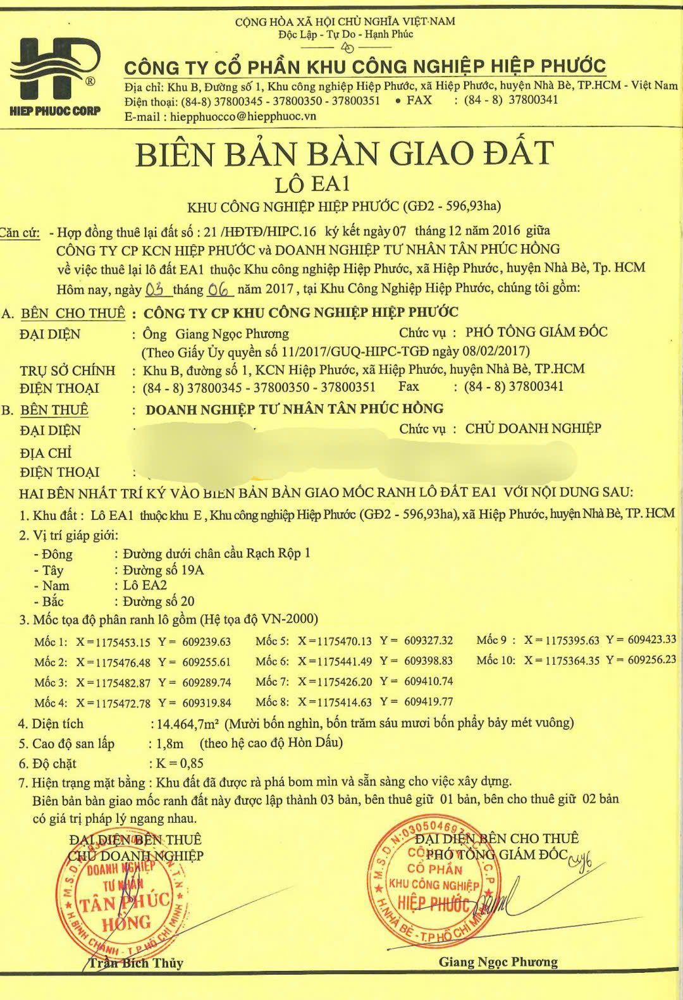 CỘNG HÒA XÃ HỘI CHỦ NGHĨA VIỆT NAM
Độc Lập - Tự Do - Hạnh Phúc
HIEP PHUOC CORP ®
CÔNG TY CỔ PHẦN KHU CÔNG NGHIỆP HIỆP PHƯỚC
Địa chỉ: Khu B, Đường số 1, Khu công nghiệp Hiệp Phước, xã Hiệp Phước, huyện Nhà Bè, TP.HCM - Việt Nam
Điện thoại: (84-8) 37800345 - 37800350 - 37800351 • FAX : (84 - 8) 37800341
E-mail : hiepphuocco@hiepphuoc.vn
BIÊN BẢN BÀN GIAO ĐẤT
LÔ EA1
KHU CÔNG NGHIỆP HIỆP PHƯỚC (GĐ2 - 596,93ha)
Căn cứ: - Hợp đồng thuê lại đất số : 21 /HĐTĐ/HIPC.16 ký kết ngày 07 tháng 12 năm 2016 giữa
CÔNG TY CP KCN HIỆP PHƯỚC và DOANH NGHIỆP TƯ NHÂN TÂN PHÚC HỒNG
về việc thuê lại lô đất EA1 thuộc Khu công nghiệp Hiệp Phước, xã Hiệp Phước, huyện Nhà Bè, Tp. HCM
Hôm nay, ngày 03 tháng 06 năm 2017, tại Khu Công Nghiệp Hiệp Phước, chúng tôi gồm:
A. BÊN CHO THUÊ : CÔNG TY CP KHU CÔNG NGHIỆP HIỆP PHƯỚC
ĐẠI DIỆN : Ông Giang Ngọc Phương Chức vụ : PHÓ TỔNG GIÁM ĐỐC
(Theo Giấy Ủy quyền số 11/2017/GUQ-HIPC-TGĐ ngày 08/02/2017)
TRỤ SỞ CHÍNH : Khu B, đường số 1, KCN Hiệp Phước, xã Hiệp Phước, huyện Nhà Bè, TP.HCM
ĐIỆN THOẠI : (84 - 8) 37800345 - 37800350 - 37800351 Fax : (84 - 8) 37800341
B. BÊN THUÊ : DOANH NGHIỆP TƯ NHÂN TÂN PHÚC HỒNG
ĐẠI DIỆN : Chức vụ : CHỦ DOANH NGHIỆP
ĐỊA CHỈ
ĐIỆN THOẠI :
HAI BÊN NHẤT TRÍ KÝ VÀO BIÊN BẢN BÀN GIAO MỐC RANH LÔ ĐẤT EA1 VỚI NỘI DUNG SAU:
1. Khu đất : Lô EA1 thuộc khu E , Khu công nghiệp Hiệp Phước (GĐ2 - 596,93ha), xã Hiệp Phước, huyện Nhà Bè, TP. HCM
2. Vị trí giáp giới:
- Đông : Đường dưới chân cầu Rạch Rộp 1
- Tây : Đường số 19A
- Nam : Lô EA2
- Bắc : Đường số 20
3. Mốc tọa độ phân ranh lô gồm (Hệ tọa độ VN-2000)
Mốc 1: X =1175453.15 Y = 609239.63 Mốc 5: X =1175470.13 Y = 609327.32 Mốc 9 : X = 1175395.63 Y = 609423.33
Mốc 2: X =1175476.48 Y = 609255.61 Mốc 6: X =1175441.49 Y = 609398.83 Mốc 10: X = 1175364.35 Y = 609256.23
Mốc 3: X =1175482.87 Y = 609289.74 Mốc 7: X =1175426.20 Y = 609410.74
Mốc 4: X =1175472.78 Y = 609319.84 Mốc 8: X =1175414.63 Y = 609419.77
4. Diện tích : 14.464,7m² (Mười bốn nghìn, bốn trăm sáu mươi bốn phẩy bảy mét vuông)
5. Cao độ san lấp : 1,8m (theo hệ cao độ Hòn Dấu)
6. Độ chặt : K = 0,85
7. Hiện trạng mặt bằng : Khu đất đã được rà phá bom mìn và sẵn sàng cho việc xây dựng.
Biên bản bàn giao mốc ranh đất này được lập thành 03 bản, bên thuê giữ 01 bản, bên cho thuê giữ 02 bản
có giá trị pháp lý ngang nhau.
ĐẠI DIỆN BÊN THUÊ ĐẠI DIỆN BÊN CHO THUÊ
CHỦ DOANH NGHIỆP PHÓ TỔNG GIÁM ĐỐC
DOANH NGHIỆP
TƯ NHÂN
TÂN PHÚC
HỒNG
H.BÌNH CHÁNH - T.P HỒ CHÍ MINH
CÔNG TY
CỔ PHẦN
KHU CÔNG NGHIỆP
HIỆP PHƯỚC
H.NHÀ BÈ - T.P HỒ CHÍ MINH
Trần Bích Thủy Giang Ngọc Phương